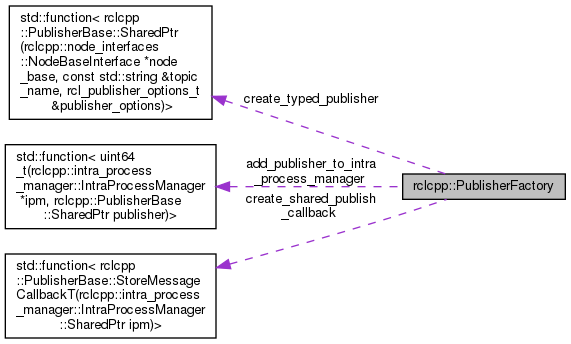 std::function< rclcpp
::PublisherBase::SharedPtr
(rclcpp::node_interfaces
::NodeBaseInterface *node
_base, const std::string &topic
_name, rcl_publisher_options_t
&publisher_options)>
create_typed_publisher
std::function< uint64
_t(rclcpp::intra_process
_manager::IntraProcessManager
*ipm, rclcpp::PublisherBase
::SharedPtr publisher)>
add_publisher_to_intra
_process_manager
rclcpp::PublisherFactory
create_shared_publish
_callback
std::function< rclcpp
::PublisherBase::StoreMessage
CallbackT(rclcpp::intra_process
_manager::IntraProcessManager
::SharedPtr ipm)>